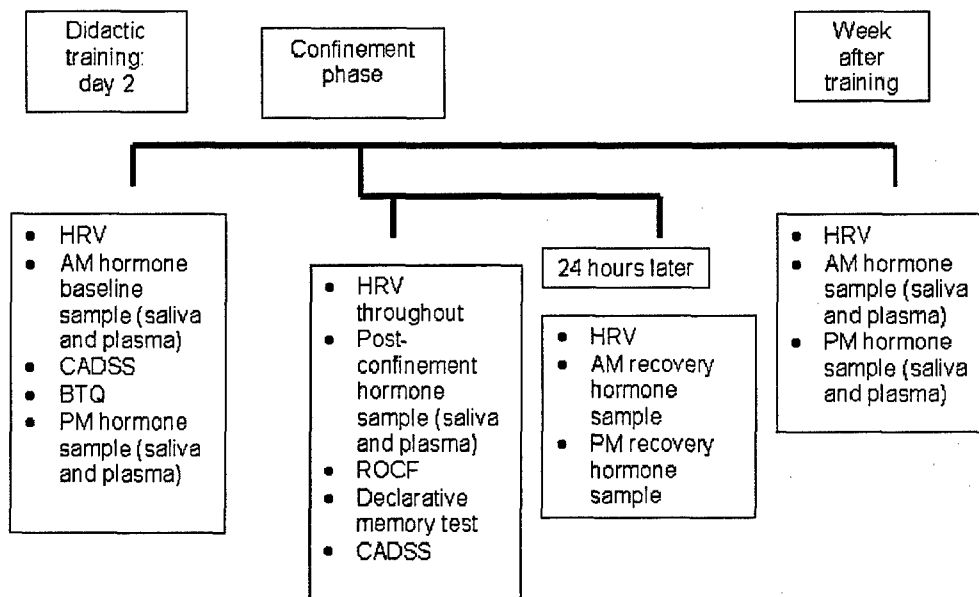 Didactic
training:
day 2
Confinement
phase
Week
after
training
• HRV
• AM hormone
baseline
sample (saliva
and plasma)
• CADSS
• BTQ
• PM hormone
sample (saliva
and plasma)
• HRV
throughout
• Post-
confinement
hormone
sample (saliva
and plasma)
• ROCF
• Declarative
memory test
• CADSS
24 hours later
• HRV
• AM recovery
hormone
sample
• PM recovery
hormone
sample
• HRV
• AM hormone
sample (saliva
and plasma)
• PM hormone
sample (saliva
and plasma)